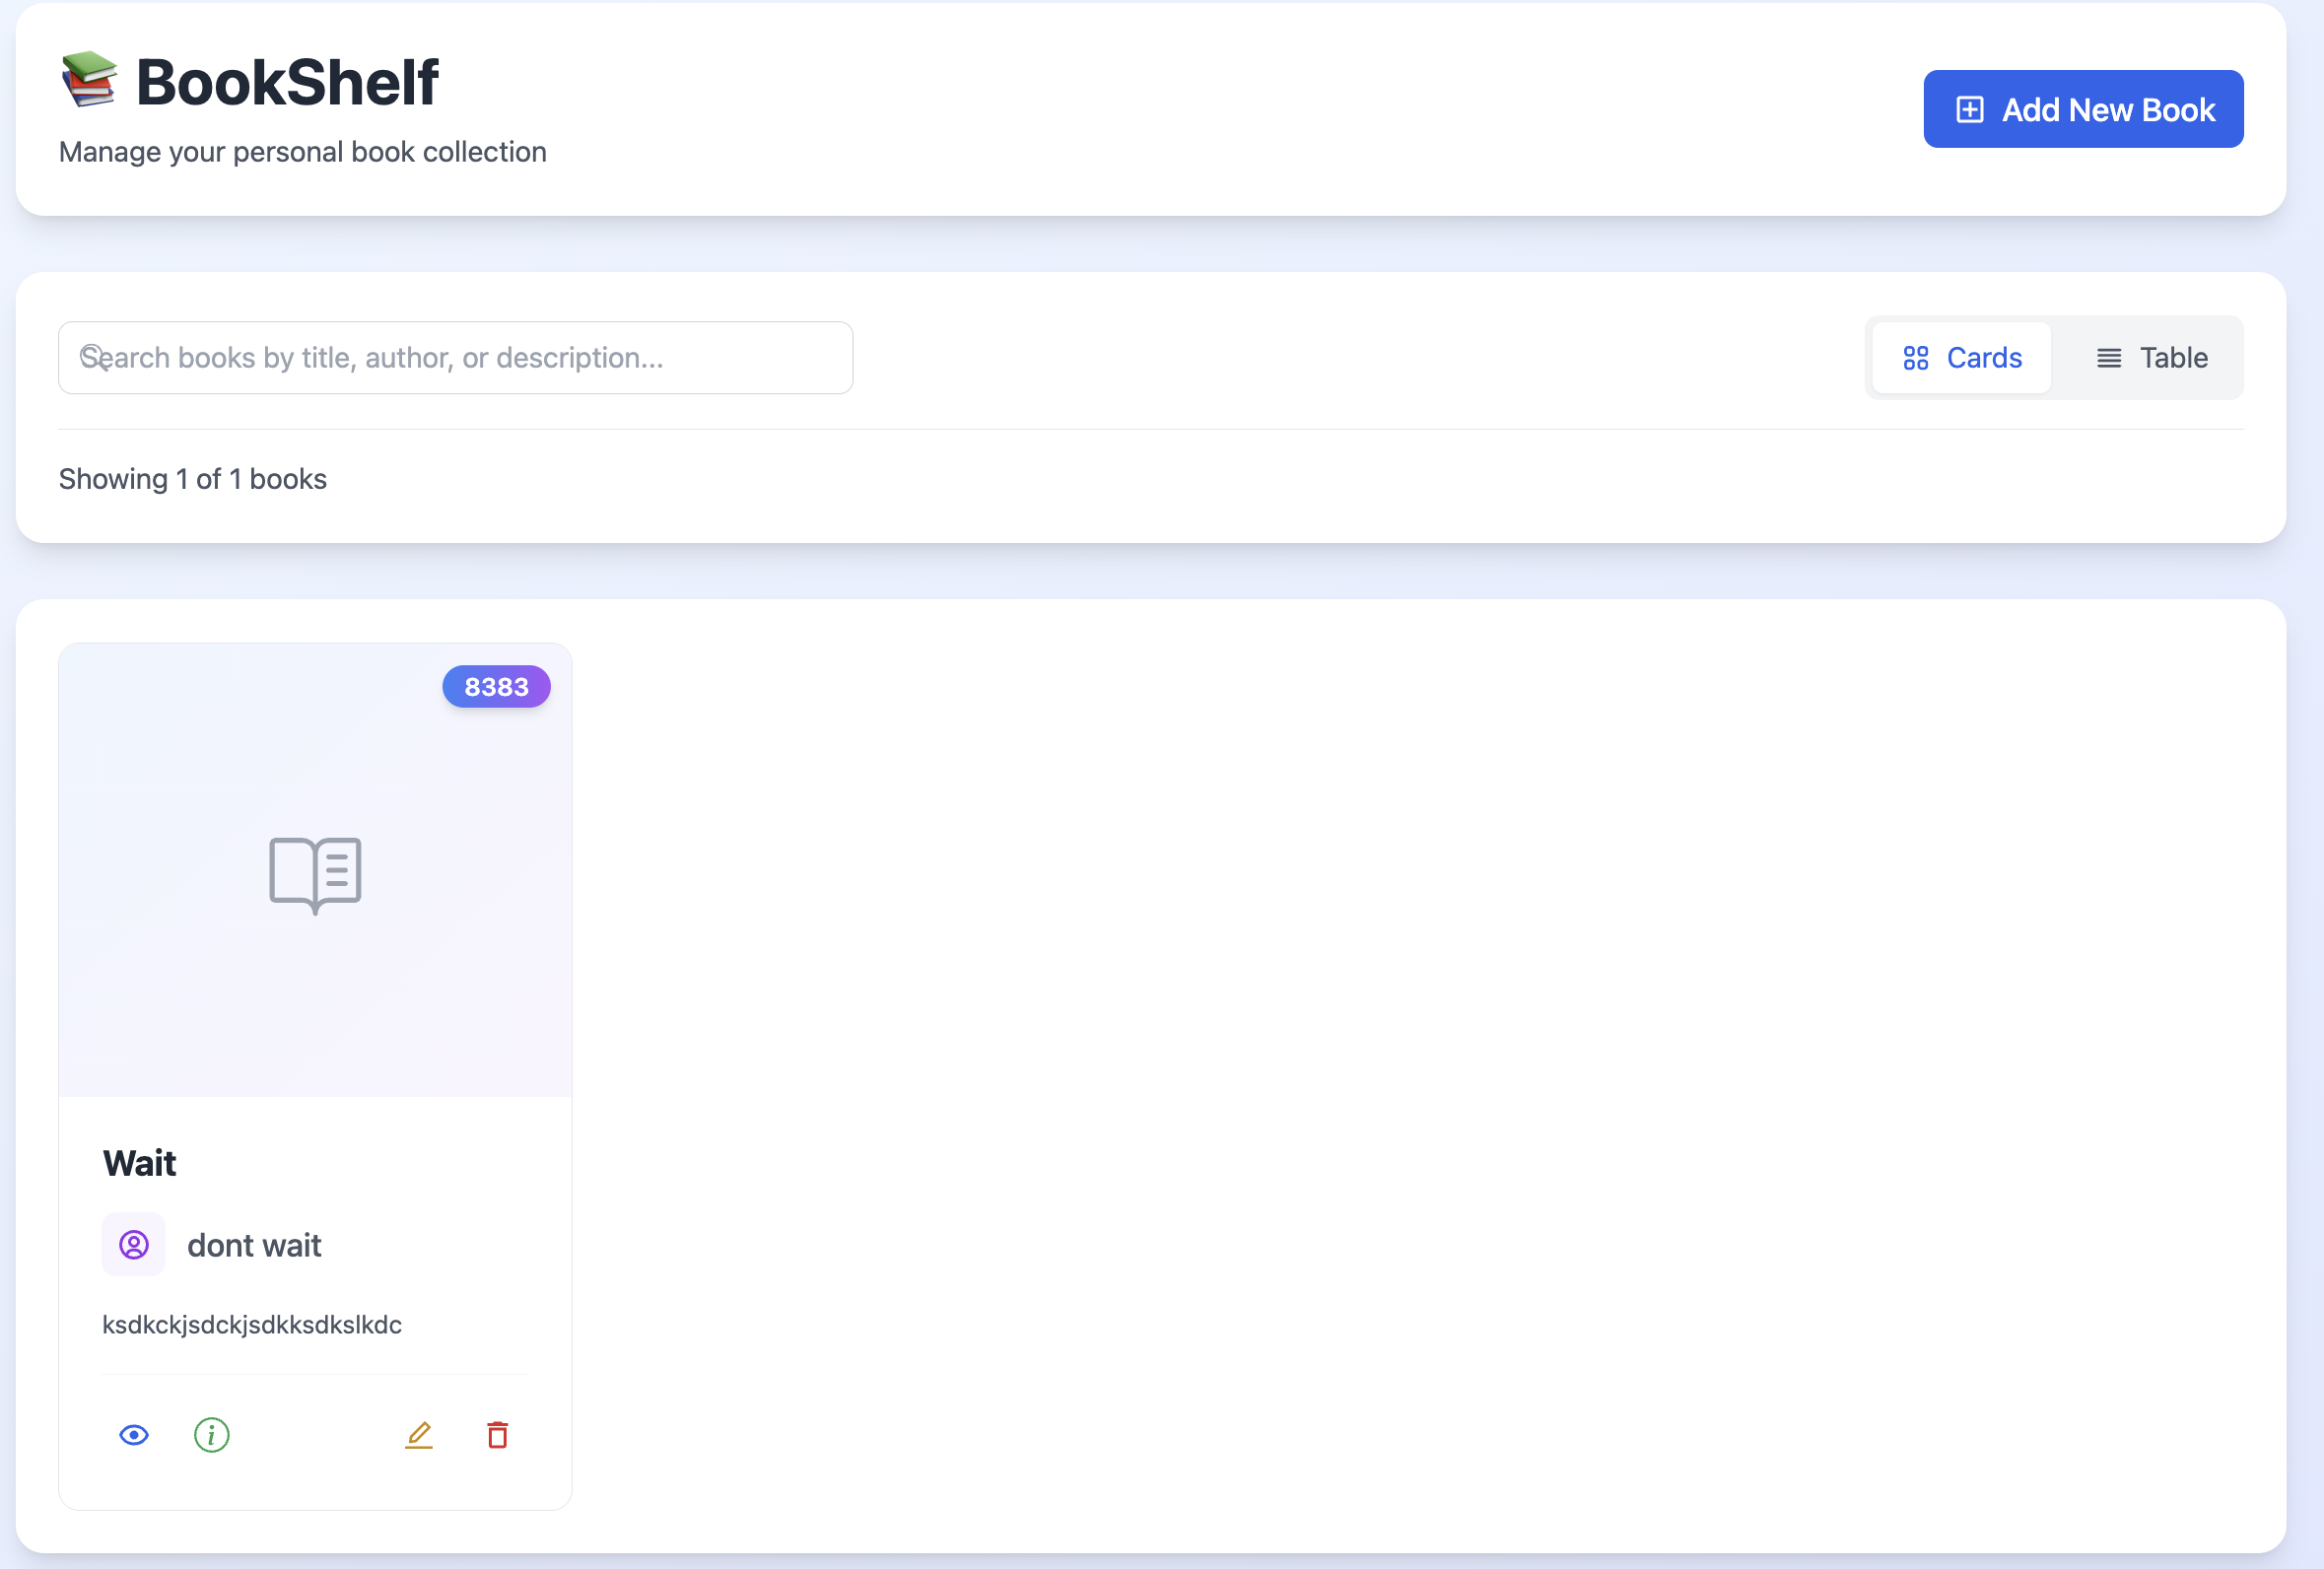 BookShelf
Manage your personal book collection
Add New Book
Search books by title, author, or description...
Cards
Table
Showing 1 of 1 books
8383
Wait
dont wait
ksdkckjsdckjsdkksdkslkdc